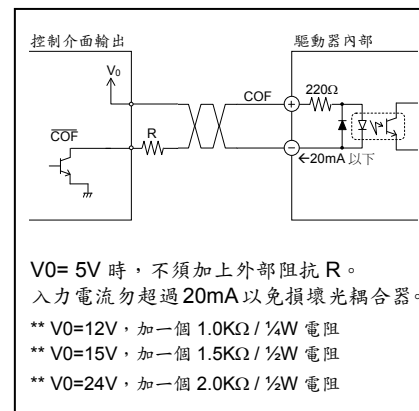 控制介面輸出
驅動器內部
V0
COF
220Ω
+
COF
R
−
←20mA 以下
V0= 5V 時，不須加上外部阻抗 R。
入力電流勿超過20mA以免損壞光耦合器。
** V0=12V，加一個 1.0KΩ / ¼W 電阻
** V0=15V，加一個 1.5KΩ / ½W 電阻
** V0=24V，加一個 2.0KΩ / ½W 電阻